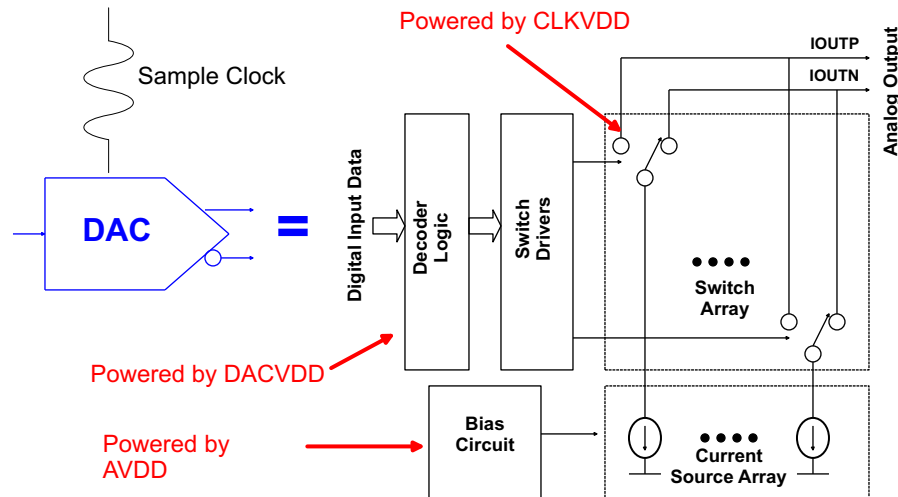 Powered by CLKVDD
IOUTP
IOUTN
Analog Output
Sample Clock
DAC
=
Digital Input Data
Decoder
Logic
Switch
Drivers
Switch
Array
Powered by DACVDD
Powered by
AVDD
Bias
Circuit
Current
Source Array